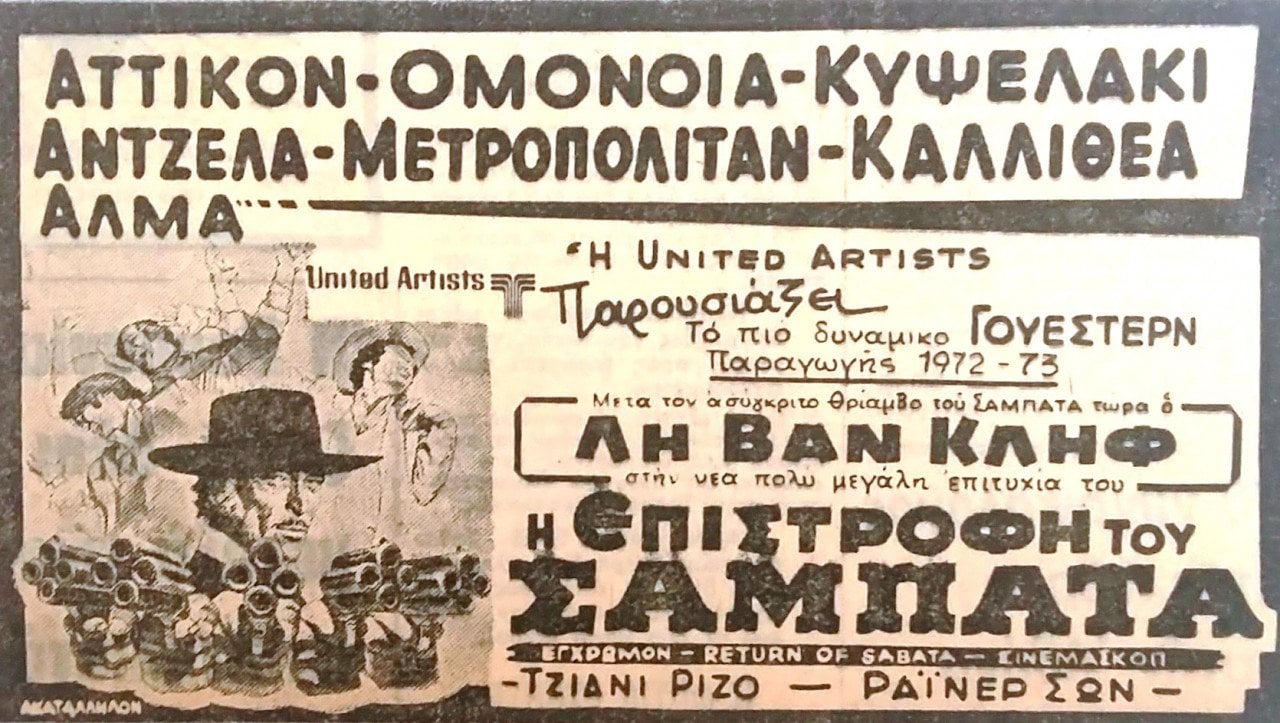 ΑΤΤΙΚΟΝ-ΟΜΟΝΟΙΑ-ΚΥΨΕΛΑΚΙ
ΑΝΤΖΕΛΑ-ΜΕΤΡΟΠΟΛΙΤΑΝ-ΚΑΛΛΙΘΕΑ
ΑΛΜΑ
United Artists
Ἡ UNITED ARTISTS
Παρουσιάζει
Τό πιό δυναμικο ΓΟΥΕΣΤΕΡΝ
Παραγωγῆς 1972-73
Μετα τον ἀσύγκριτο θρίαμβο τοῦ ΣΑΜΠΑΤΑ τωρα ὁ
ΛΗ ΒΑΝ ΚΛΗΦ
στήν νεα πολυ μεγάλη ἐπιτυχία του
Η ΕΠΙΣΤΡΟΦΗ ΤΟΥ
ΣΑΜΠΑΤΑ
ΕΓΧΡΩΜΟΝ - RETURN OF SABATA - ΣΙΝΕΜΑΣΚΟΠ
-ΤΖΙΑΝΙ ΡΙΖΟ - ΡΑΪΝΕΡ ΣΩΝ-
ΑΚΑΤΑΛΛΗΛΟΝ